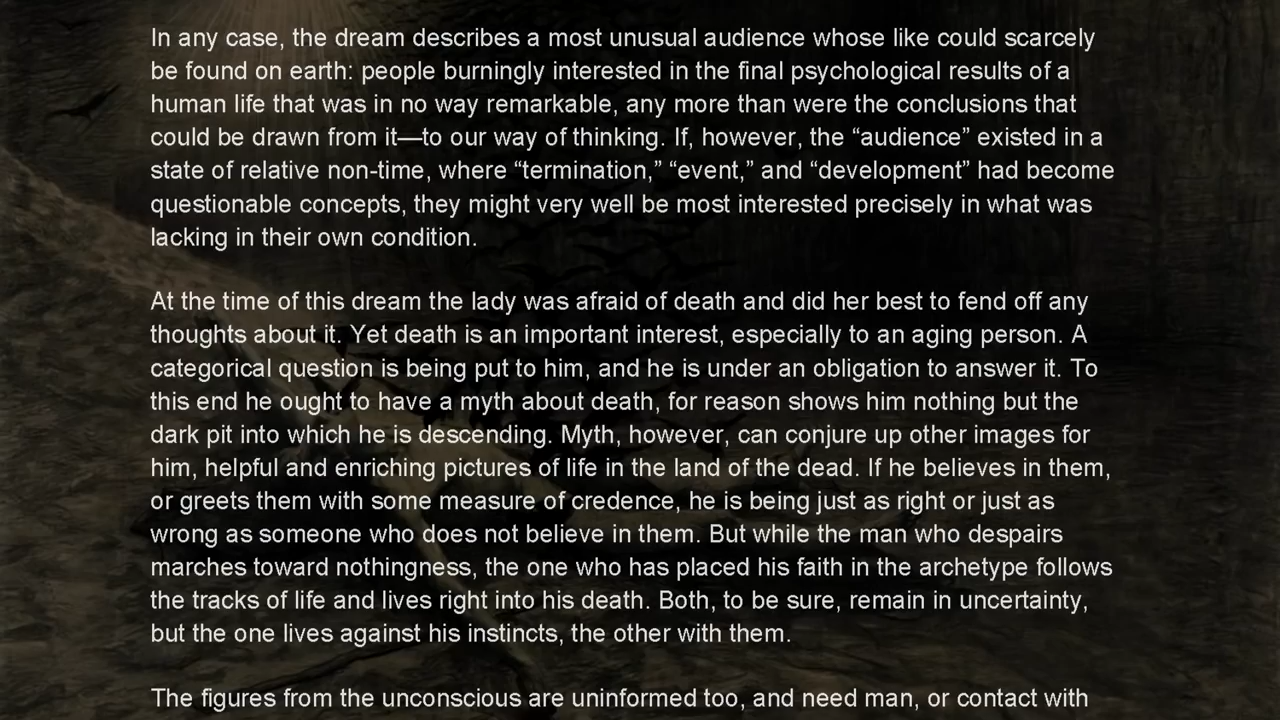 In any case, the dream describes a most unusual audience whose like could scarcely
be found on earth: people burningly interested in the final psychological results of a
human life that was in no way remarkable, any more than were the conclusions that
could be drawn from it—to our way of thinking. If, however, the “audience” existed in a
state of relative non-time, where “termination,” “event,” and “development” had become
questionable concepts, they might very well be most interested precisely in what was
lacking in their own condition.
At the time of this dream the lady was afraid of death and did her best to fend off any
thoughts about it. Yet death is an important interest, especially to an aging person. A
categorical question is being put to him, and he is under an obligation to answer it. To
this end he ought to have a myth about death, for reason shows him nothing but the
dark pit into which he is descending. Myth, however, can conjure up other images for
him, helpful and enriching pictures of life in the land of the dead. If he believes in them,
or greets them with some measure of credence, he is being just as right or just as
wrong as someone who does not believe in them. But while the man who despairs
marches toward nothingness, the one who has placed his faith in the archetype follows
the tracks of life and lives right into his death. Both, to be sure, remain in uncertainty,
but the one lives against his instincts, the other with them.
The figures from the unconscious are uninformed too, and need man, or contact with